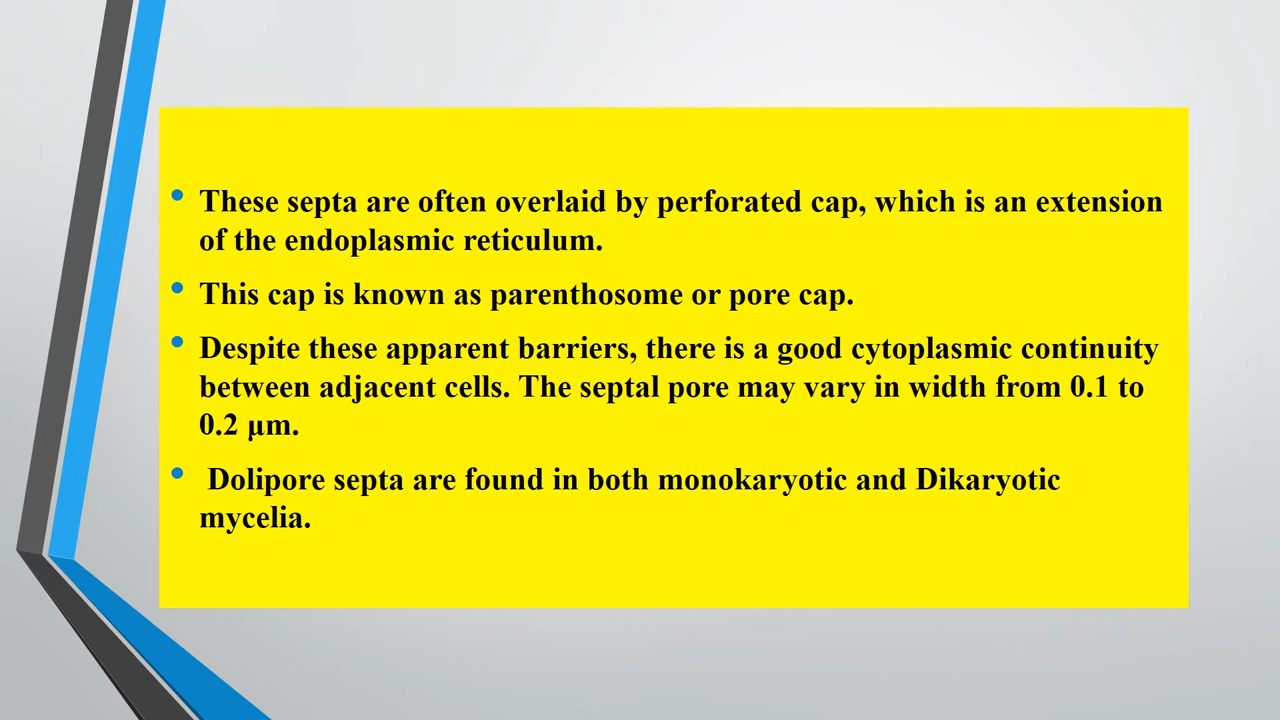 • These septa are often overlaid by perforated cap, which is an extension
of the endoplasmic reticulum.
• This cap is known as parenthosome or pore cap.
• Despite these apparent barriers, there is a good cytoplasmic continuity
between adjacent cells. The septal pore may vary in width from 0.1 to
0.2 μm.
• Dolipore septa are found in both monokaryotic and Dikaryotic
mycelia.